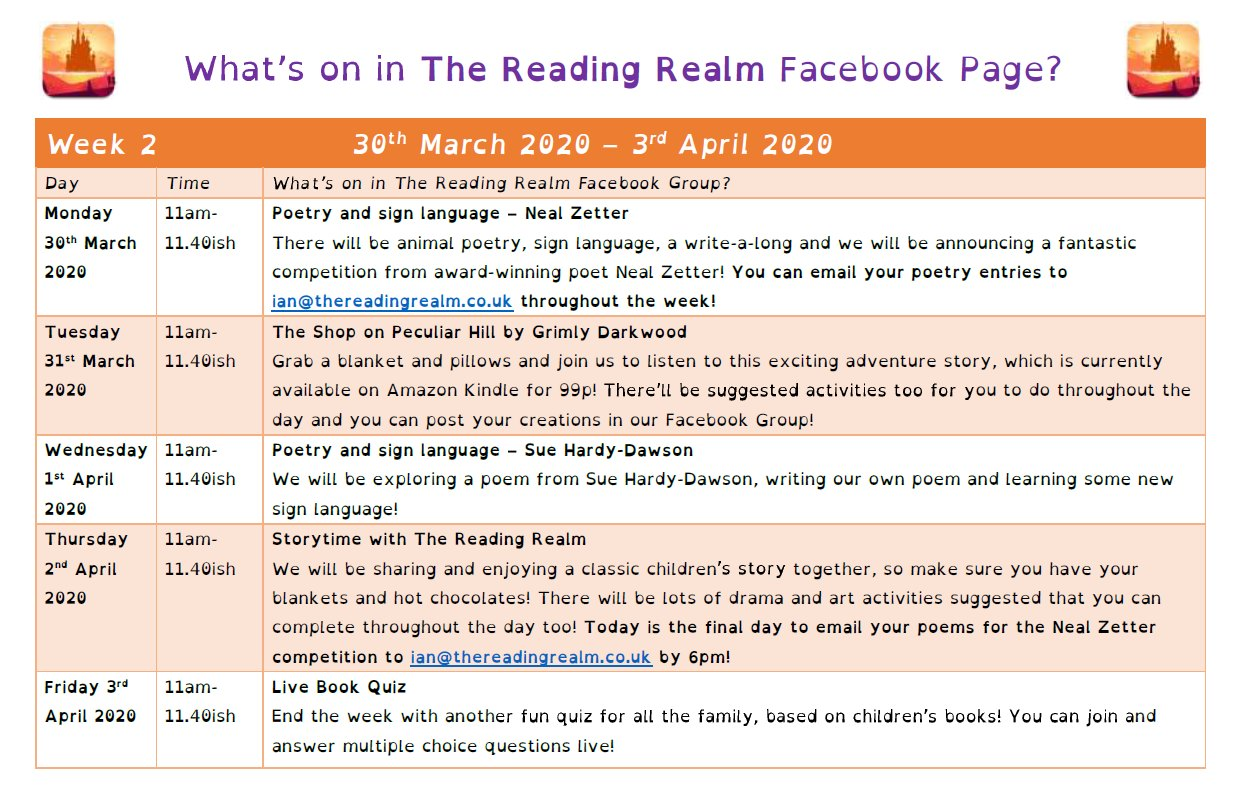 What's on in The Reading Realm Facebook Page?
Week 2 30th March 2020 – 3rd April 2020
Day Time What's on in The Reading Realm Facebook Group?
Monday
30th March
2020
11am-
11.40ish
Poetry and sign language – Neal Zetter
There will be animal poetry, sign language, a write-a-long and we will be announcing a fantastic
competition from award-winning poet Neal Zetter! You can email your poetry entries to
ian@thereadingrealm.co.uk throughout the week!
Tuesday
31st March
2020
11am-
11.40ish
The Shop on Peculiar Hill by Grimly Darkwood
Grab a blanket and pillows and join us to listen to this exciting adventure story, which is currently
available on Amazon Kindle for 99p! There'll be suggested activities too for you to do throughout the
day and you can post your creations in our Facebook Group!
Wednesday
1st April
2020
11am-
11.40ish
Poetry and sign language – Sue Hardy-Dawson
We will be exploring a poem from Sue Hardy-Dawson, writing our own poem and learning some new
sign language!
Thursday
2nd April
2020
11am-
11.40ish
Storytime with The Reading Realm
We will be sharing and enjoying a classic children's story together, so make sure you have your
blankets and hot chocolates! There will be lots of drama and art activities suggested that you can
complete throughout the day too! Today is the final day to email your poems for the Neal Zetter
competition to ian@thereadingrealm.co.uk by 6pm!
Friday 3rd
April 2020
11am-
11.40ish
Live Book Quiz
End the week with another fun quiz for all the family, based on children's books! You can join and
answer multiple choice questions live!